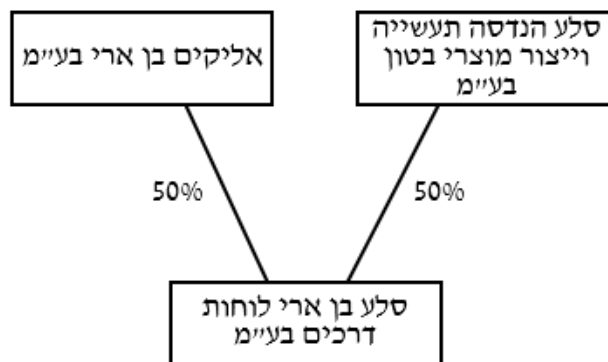 סלע הנדסה תעשייה
וייצור מוצרי בטון
בע״מ
אליקים בן ארי בע״מ
50%
50%
סלע בן ארי לוחות
דרכים בע״מ